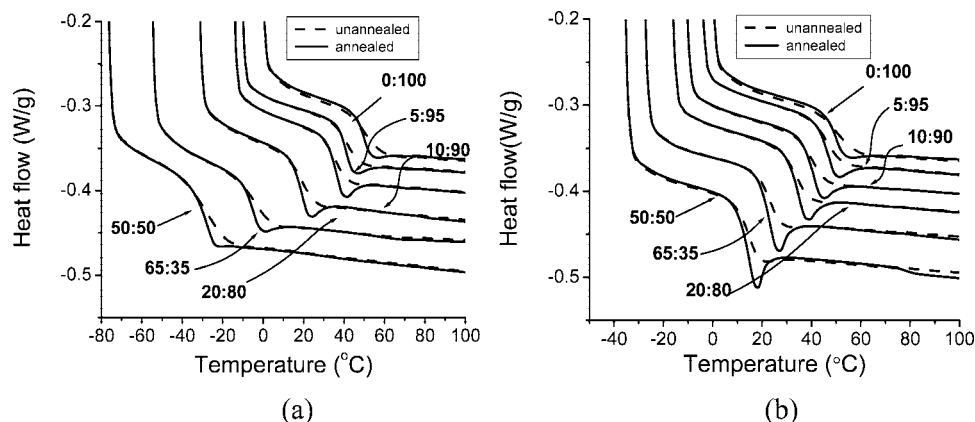 -0.2
-0.3
-0.4
-0.5
Heat flow (W/g)
unannealed
annealed
0:100
5:95
10:90
50:50
65:35
20:80
-80 -60 -40 -20 0 20 40 60 80 100
Temperature (°C)
(a)
-0.2
-0.3
-0.4
-0.5
Heat flow(W/g)
unannealed
annealed
0:100
5:95
10:90
50:50
65:35
20:80
-40 -20 0 20 40 60 80 100
Temperature (°C)
(b)